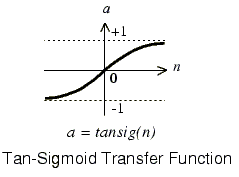 a
+1
n
0
-1
a = tansig(n)
Tan-Sigmoid Transfer Function